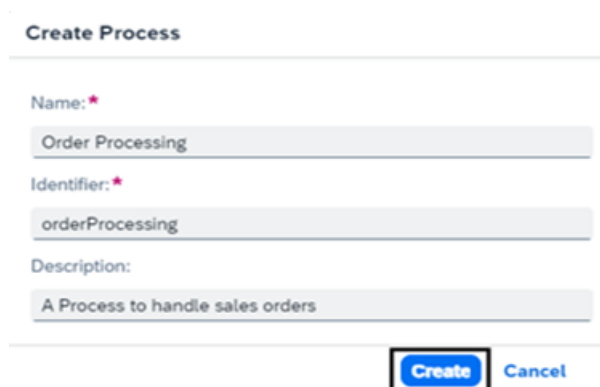 Create Process
Name:*
Order Processing
Identifier:*
orderProcessing
Description:
A Process to handle sales orders
Create Cancel